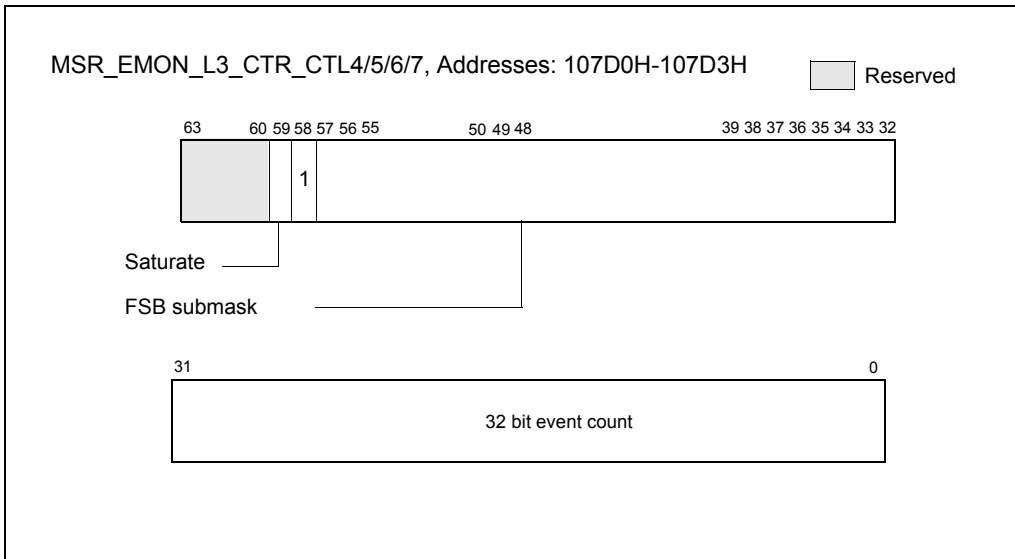 MSR_EMON_L3_CTR_CTL4/5/6/7, Addresses: 107D0H-107D3H
Reserved
63 60 59 58 57 56 55 50 49 48 39 38 37 36 35 34 33 32
1
Saturate
FSB submask
31 0
32 bit event count